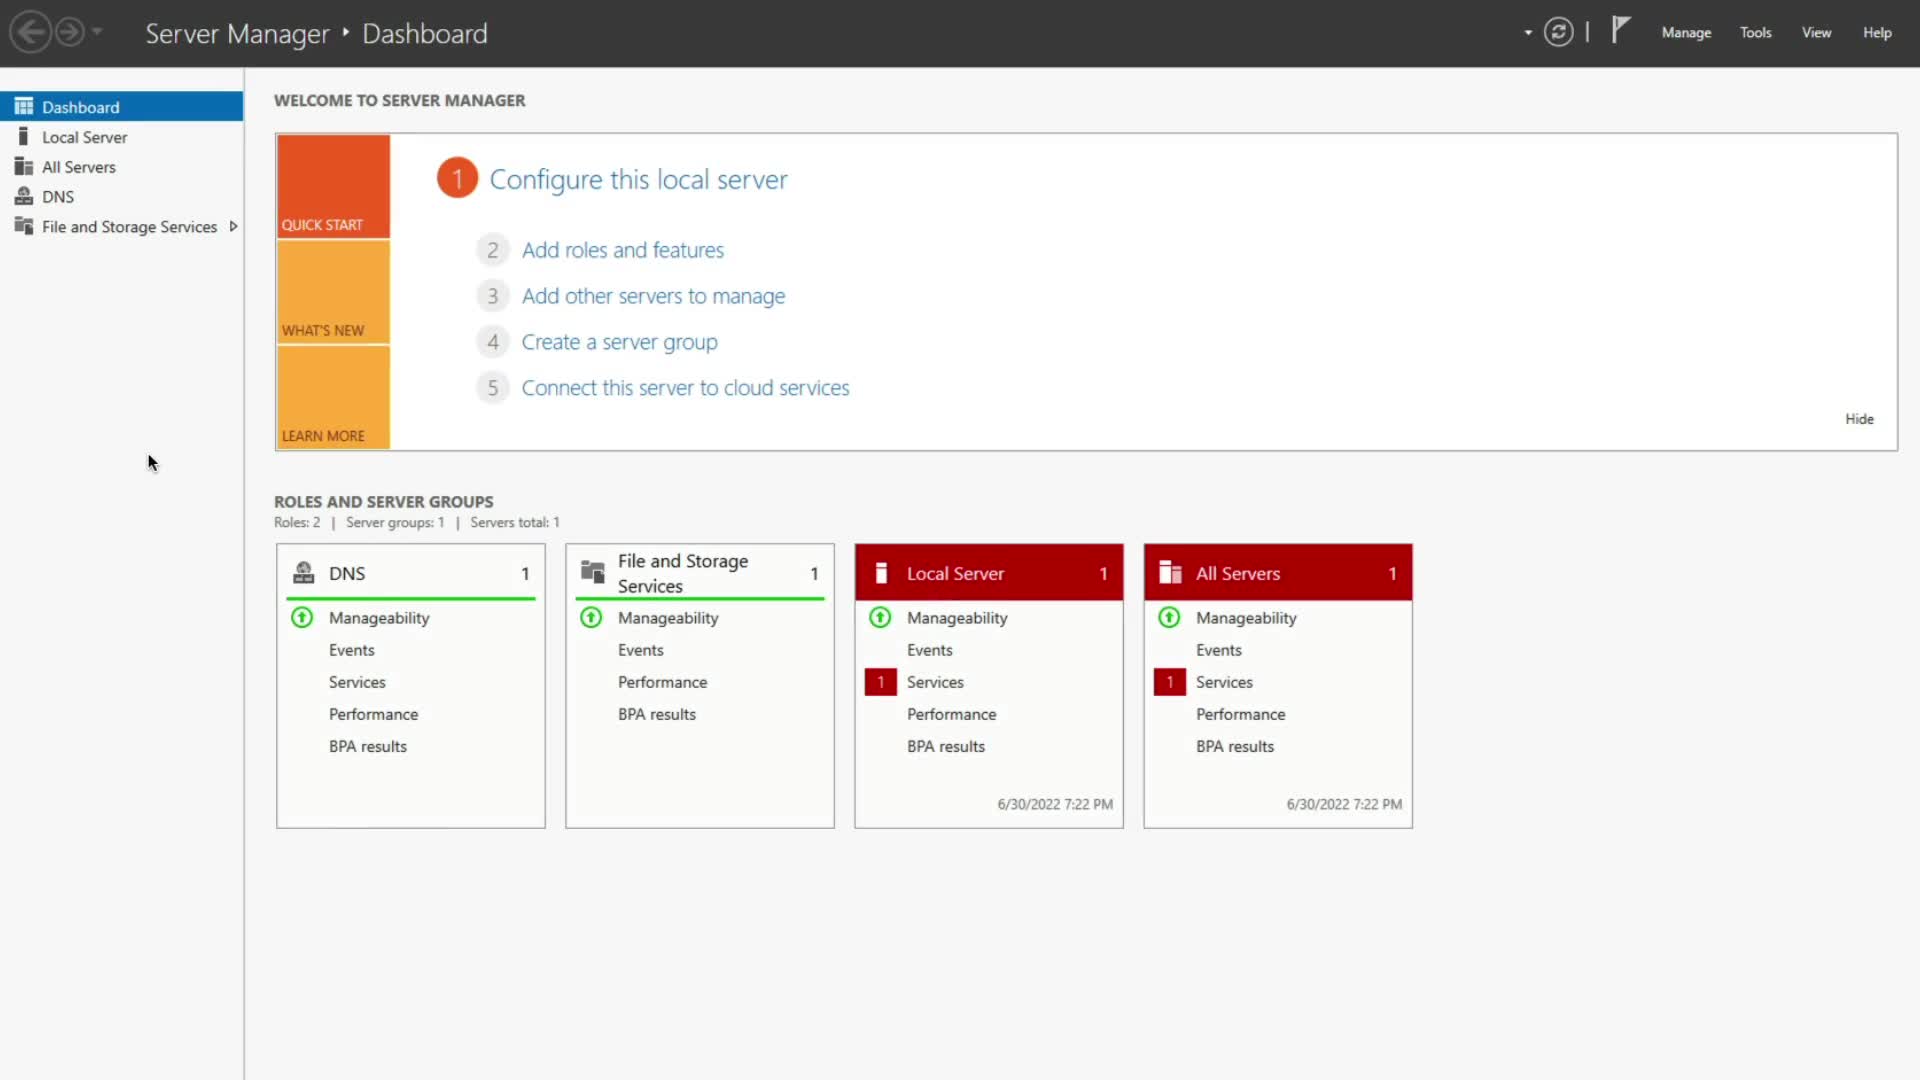 Server Manager ‣ Dashboard
Manage
Tools
View
Help
Dashboard
Local Server
All Servers
DNS
File and Storage Services
WELCOME TO SERVER MANAGER
QUICK START
WHAT'S NEW
LEARN MORE
1 Configure this local server
2 Add roles and features
3 Add other servers to manage
4 Create a server group
5 Connect this server to cloud services
Hide
ROLES AND SERVER GROUPS
Roles: 2 | Server groups: 1 | Servers total: 1
DNS 1
Manageability
Events
Services
Performance
BPA results
File and Storage
Services
1
Manageability
Events
Performance
BPA results
Local Server 1
Manageability
Events
1 Services
Performance
BPA results
6/30/2022 7:22 PM
All Servers 1
Manageability
Events
1 Services
Performance
BPA results
6/30/2022 7:22 PM